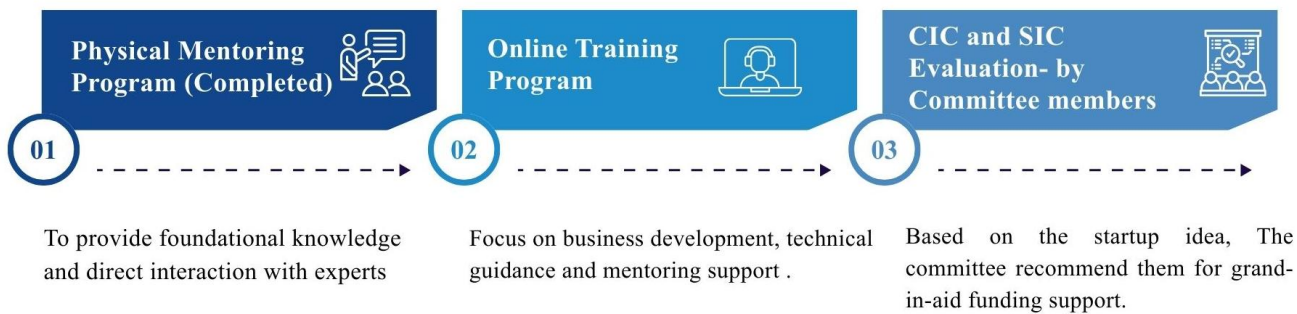 Physical Mentoring
Program (Completed)
01
To provide foundational knowledge
and direct interaction with experts
Online Training
Program
02
Focus on business development, technical
guidance and mentoring support .
CIC and SIC
Evaluation- by
Committee members
03
Based on the startup idea, The
committee recommend them for grand-
in-aid funding support.